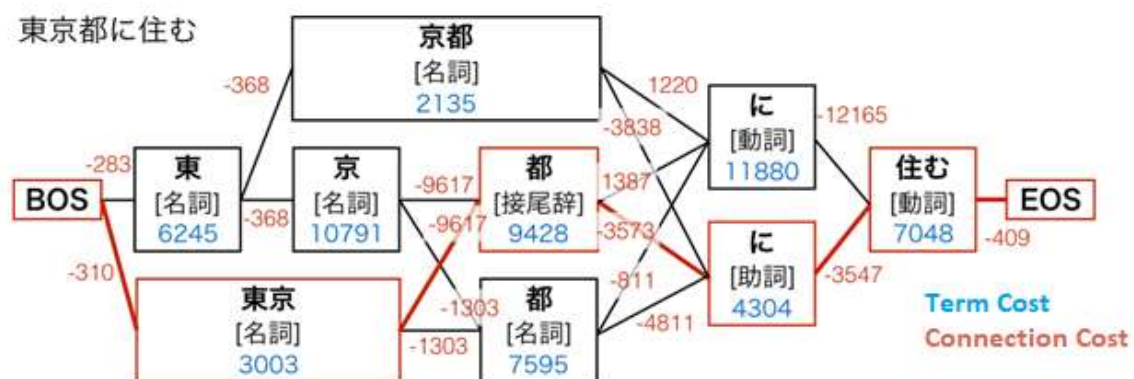 東京都に住む
京都
[名詞]
2135
-368
1220
-3838
に
[動詞]
11880
-12165
-283
BOS
東
[名詞]
6245
-368
京
[名詞]
10791
-9617
-9617
都
[接尾辞]
9428
1387
-3573
住む
[動詞]
7048
EOS
-409
-310
東京
[名詞]
3003
-1303
-1303
都
[名詞]
7595
-811
-4811
に
[助詞]
4304
-3547
Term Cost
Connection Cost